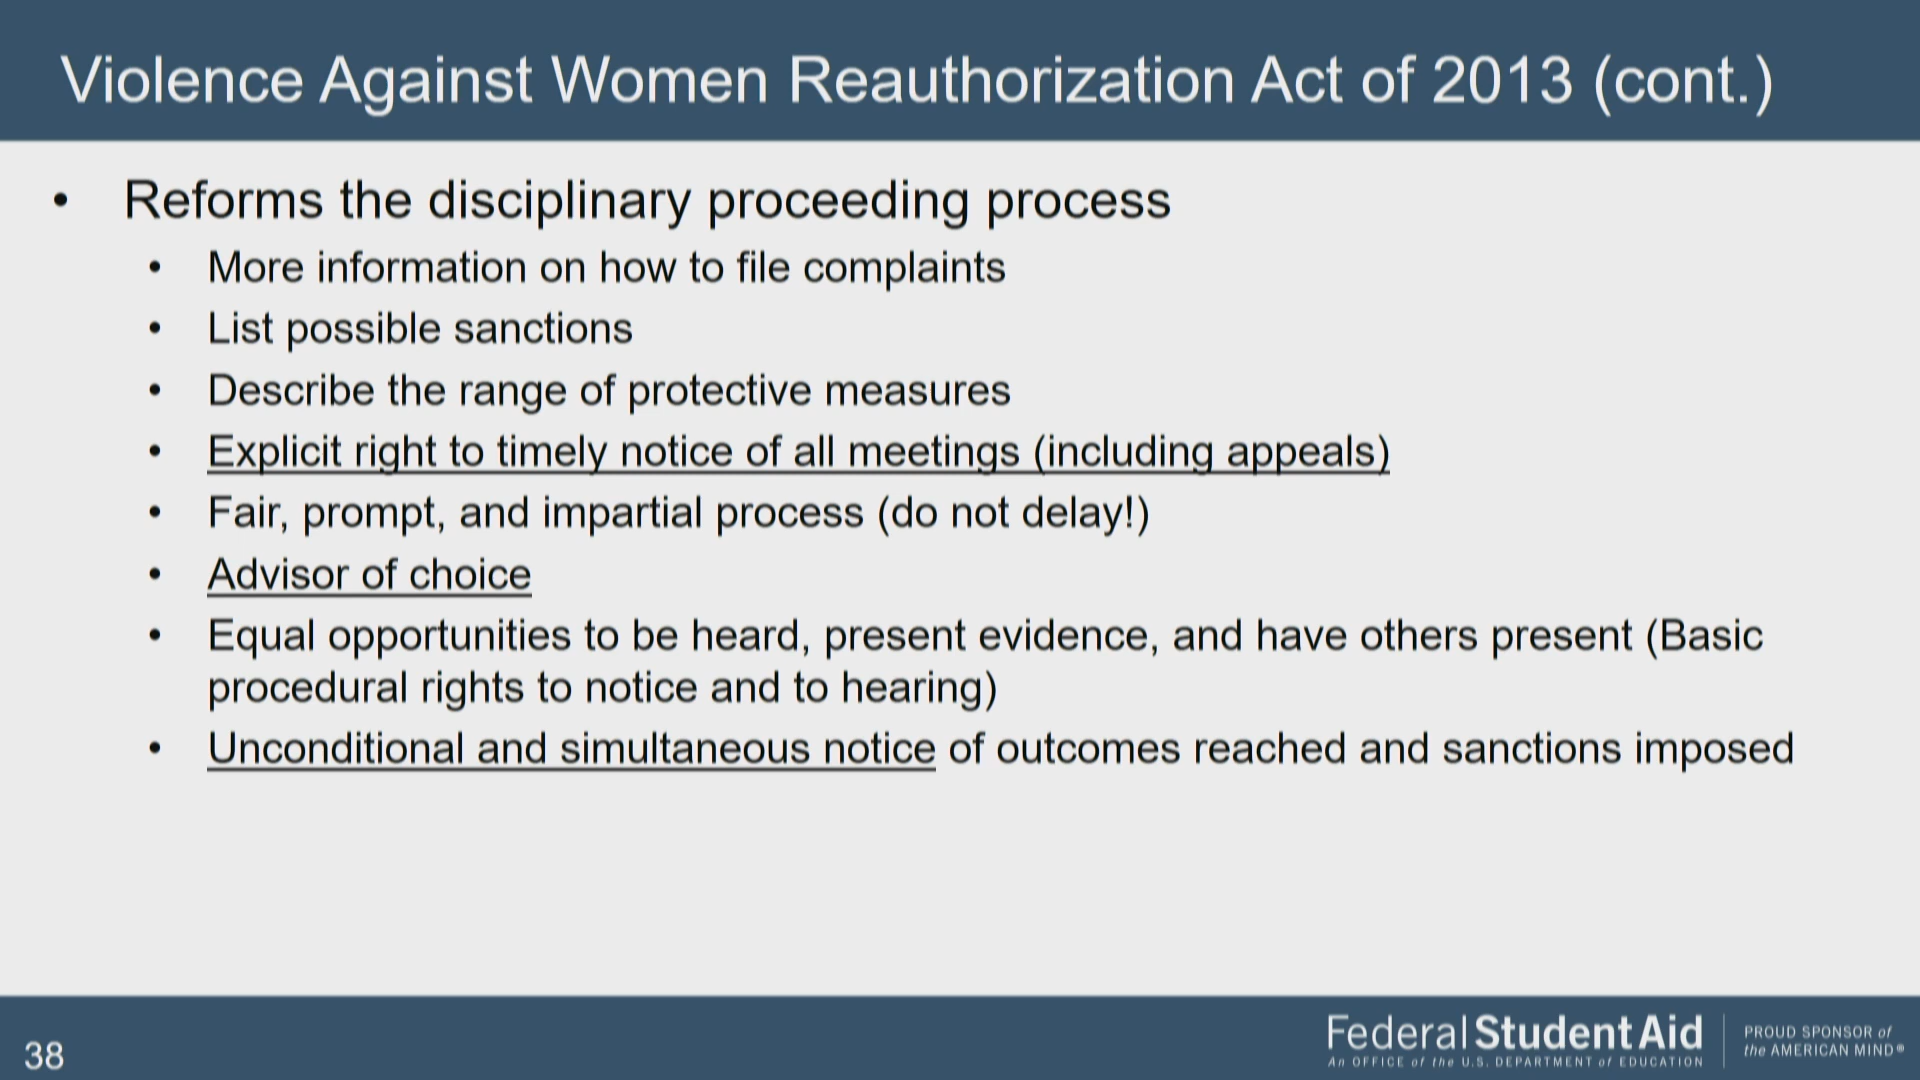 Violence Against Women Reauthorization Act of 2013 (cont.)
• Reforms the disciplinary proceeding process
• More information on how to file complaints
• List possible sanctions
• Describe the range of protective measures
• Explicit right to timely notice of all meetings (including appeals)
• Fair, prompt, and impartial process (do not delay!)
• Advisor of choice
• Equal opportunities to be heard, present evidence, and have others present (Basic
procedural rights to notice and to hearing)
• Unconditional and simultaneous notice of outcomes reached and sanctions imposed
38
Federal Student Aid
An OFFICE of the U.S. DEPARTMENT of EDUCATION
PROUD SPONSOR of
the AMERICAN MIND®